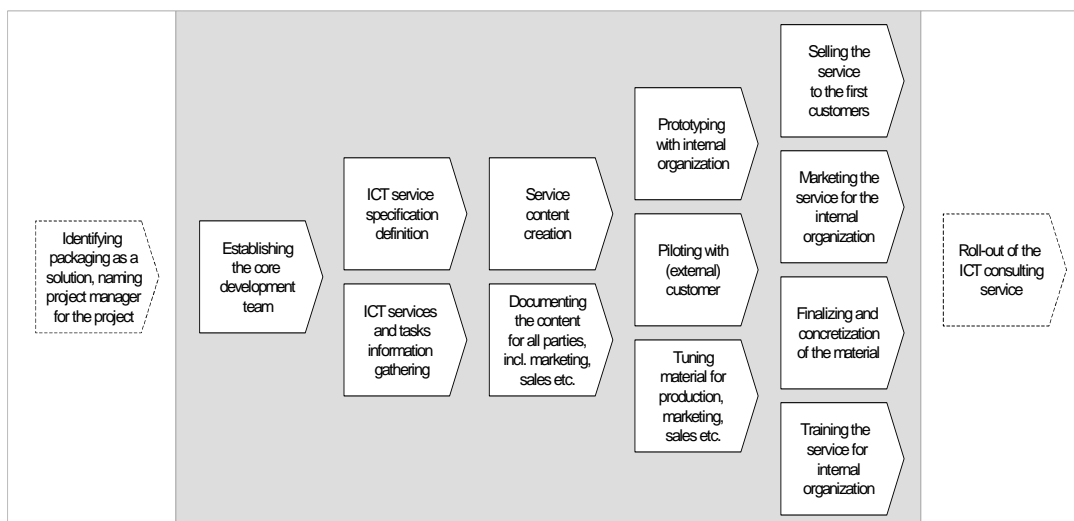 Identifying
packaging as a
solution, naming
project manager
for the project
Establishing
the core
development
team
ICT service
specification
definition
ICT services
and tasks
information
gathering
Service
content
creation
Documenting
the content
for all parties,
incl. marketing,
sales etc.
Prototyping
with internal
organization
Piloting with
(external)
customer
Tuning
material for
production,
marketing,
sales etc.
Selling the
service
to the first
customers
Marketing the
service for the
internal
organization
Finalizing and
concretization
of the material
Training the
service for
internal
organization
Roll-out of the
ICT consulting
service